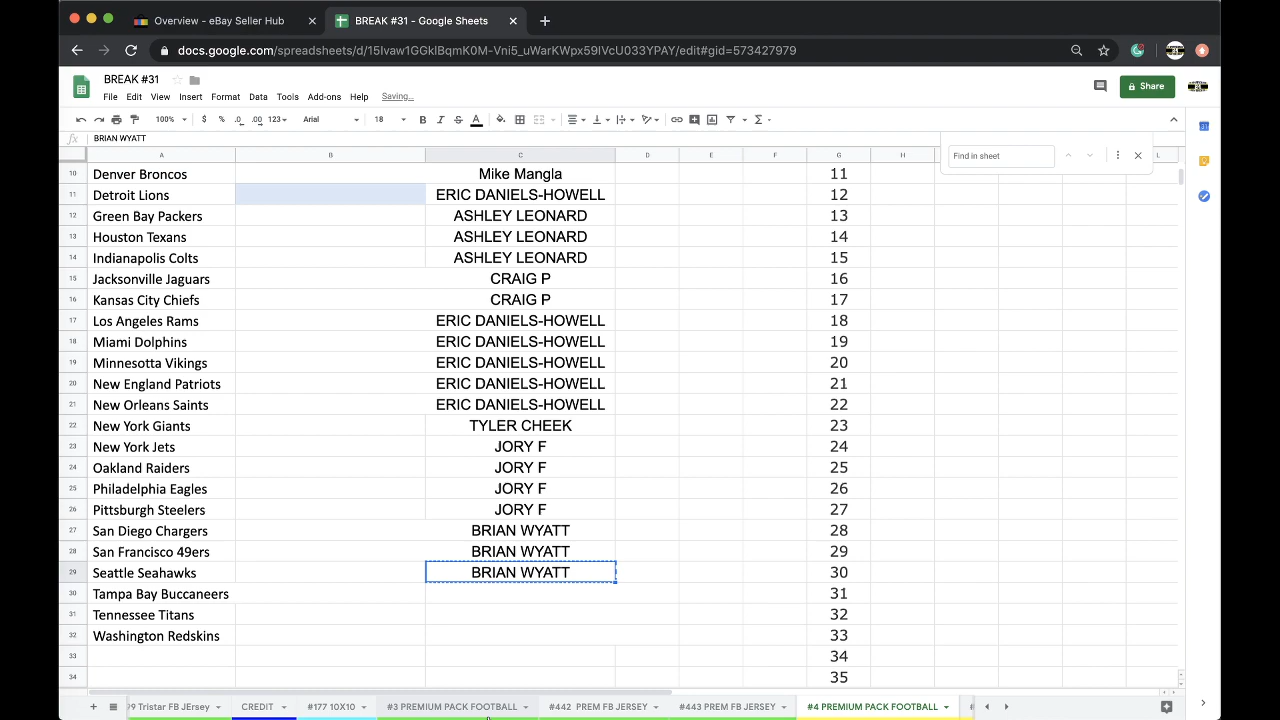 Overview - eBay Seller Hub
BREAK #31 - Google Sheets
docs.google.com/spreadsheets/d/15Ivaw1GGklBqmK0M-Vni5_uWarKWpx59IVcU033YPAY/edit#gid=573427979
BREAK #31
File Edit View Insert Format Data Tools Add-ons Help Saving...
Share
100% $ % .0 .00 123 Arial 18
fx BRIAN WYATT
Find in sheet
A B C D E F G H L
10 Denver Broncos Mike Mangla 11
11 Detroit Lions ERIC DANIELS-HOWELL 12
12 Green Bay Packers ASHLEY LEONARD 13
13 Houston Texans ASHLEY LEONARD 14
14 Indianapolis Colts ASHLEY LEONARD 15
15 Jacksonville Jaguars CRAIG P 16
16 Kansas City Chiefs CRAIG P 17
17 Los Angeles Rams ERIC DANIELS-HOWELL 18
18 Miami Dolphins ERIC DANIELS-HOWELL 19
19 Minnesotta Vikings ERIC DANIELS-HOWELL 20
20 New England Patriots ERIC DANIELS-HOWELL 21
21 New Orleans Saints ERIC DANIELS-HOWELL 22
22 New York Giants TYLER CHEEK 23
23 New York Jets JORY F 24
24 Oakland Raiders JORY F 25
25 Philadelphia Eagles JORY F 26
26 Pittsburgh Steelers JORY F 27
27 San Diego Chargers BRIAN WYATT 28
28 San Francisco 49ers BRIAN WYATT 29
29 Seattle Seahawks BRIAN WYATT 30
30 Tampa Bay Buccaneers 31
31 Tennessee Titans 32
32 Washington Redskins 33
33 34
34 35
99 Tristar FB JErsey CREDIT #177 10X10 #3 PREMIUM PACK FOOTBALL #442 PREM FB JERSEY #443 PREM FB JERSEY #4 PREMIUM PACK FOOTBALL